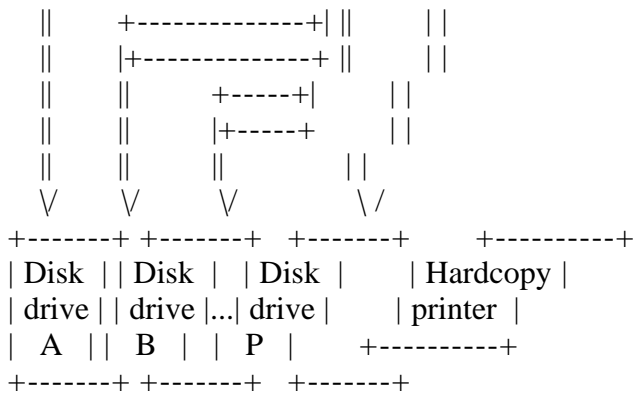 ||         +---------------+| ||         | |
||         |+---------------+ ||         | |
||         ||         +-----+|         | |
||         ||         |+-----+         | |
||         ||         ||               | |
\/         \/         \/               \ /
+-------+ +-------+   +-------+        +----------+
| Disk  | | Disk  |   | Disk  |        | Hardcopy |
| drive | | drive |...| drive |        | printer  |
|   A   | |   B   |   |   P   |        +----------+
+-------+ +-------+   +-------+